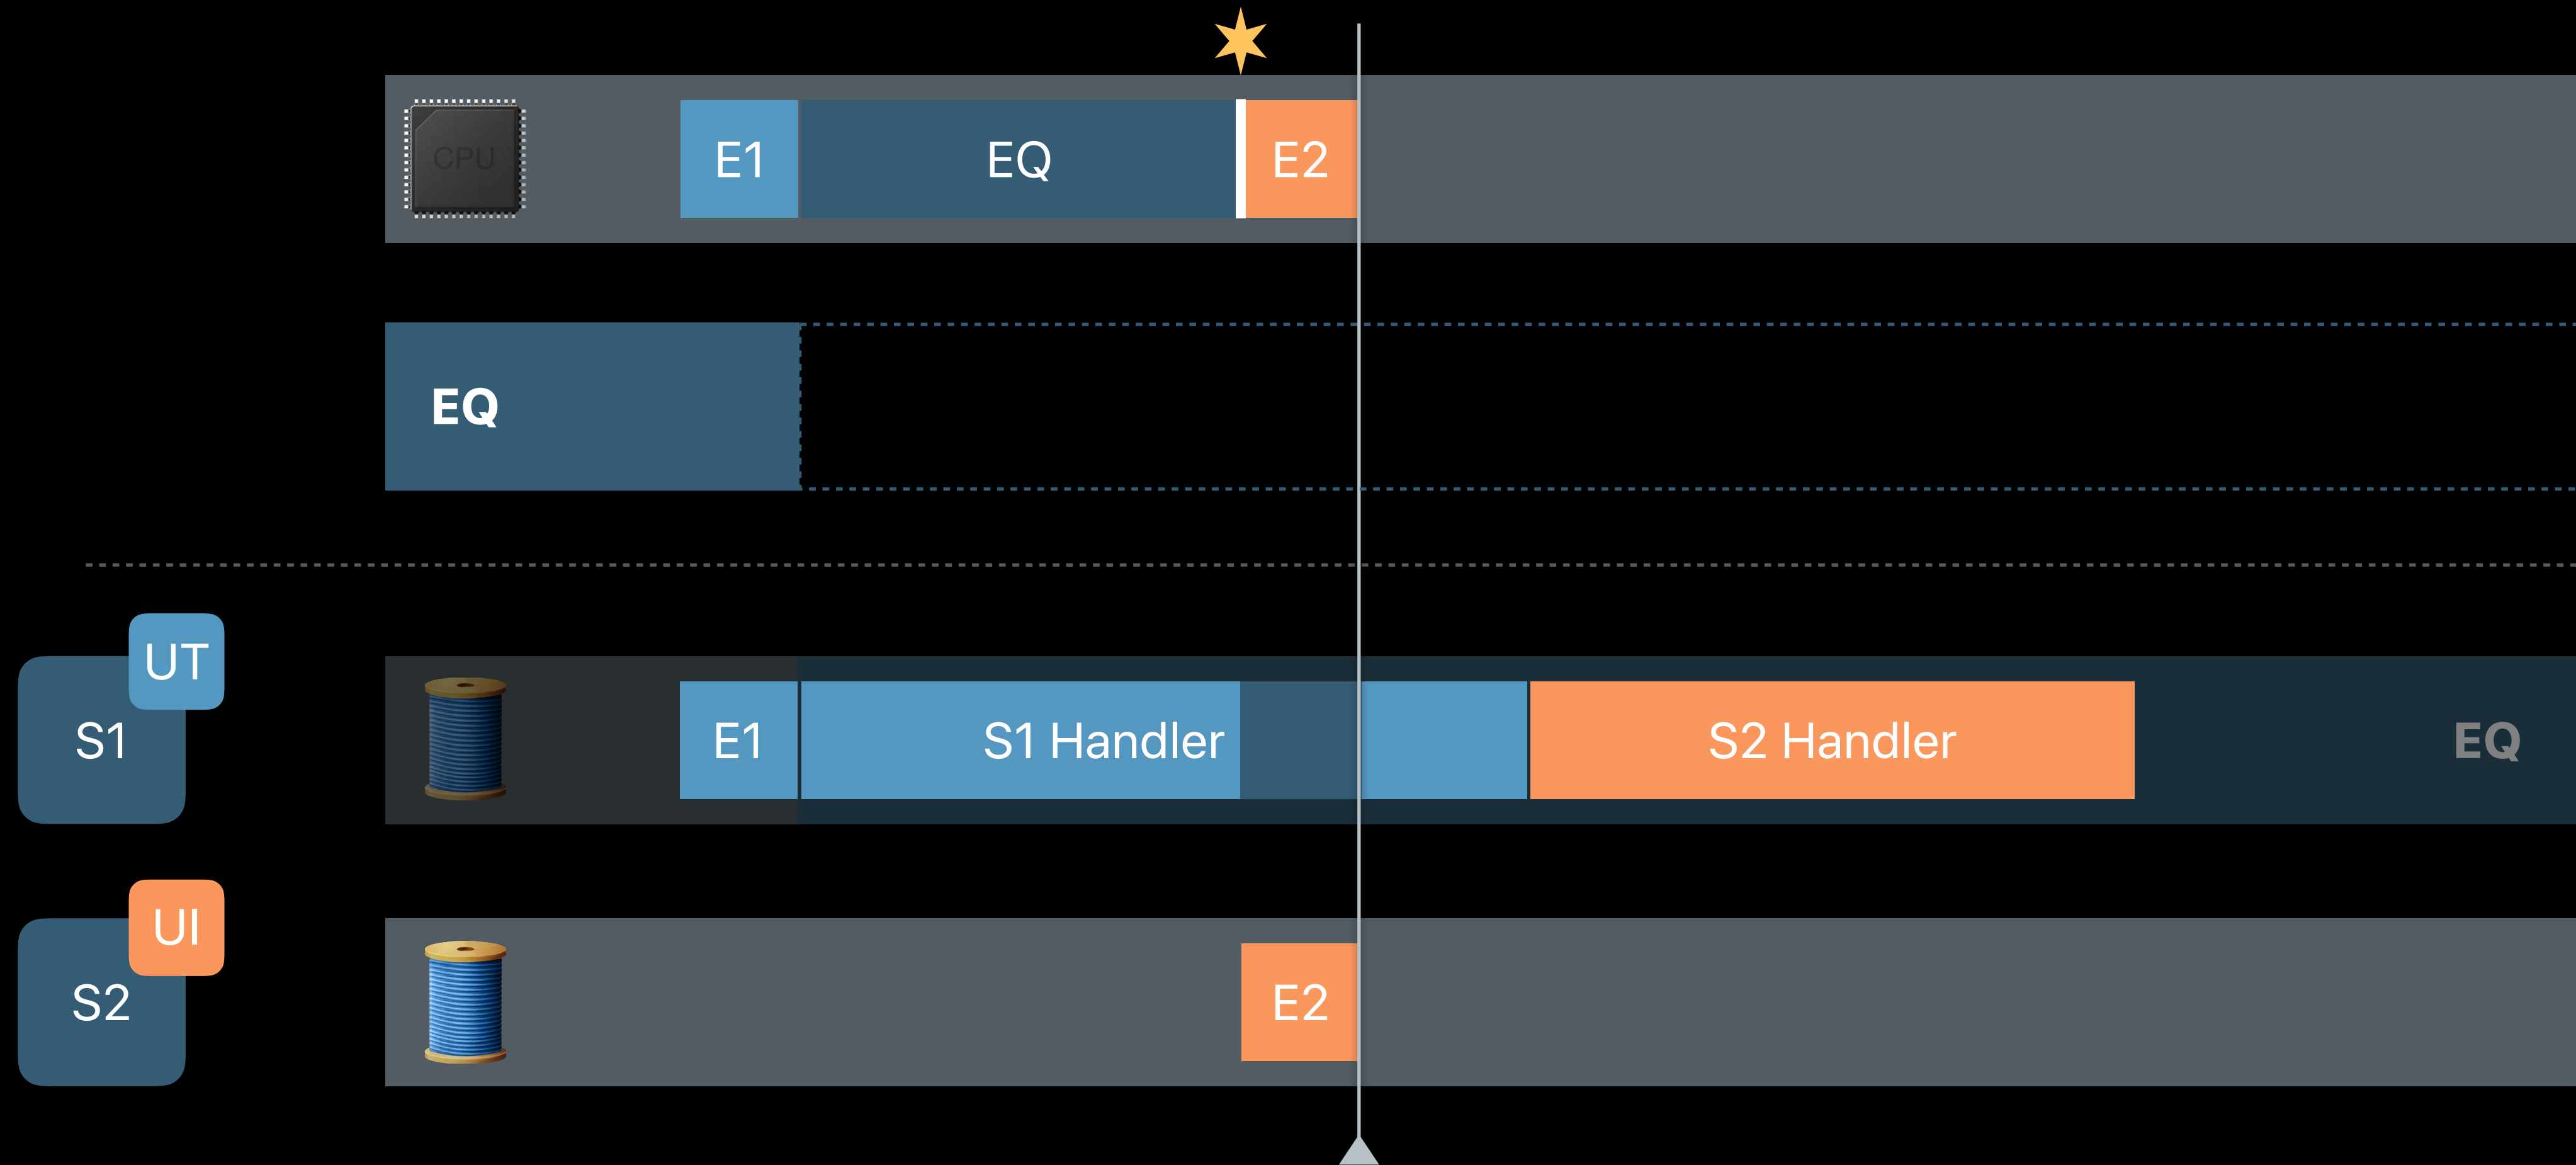 CPU
E1
EQ
E2
EQ
UT
S1
E1
S1 Handler
S2 Handler
EQ
UI
S2
E2